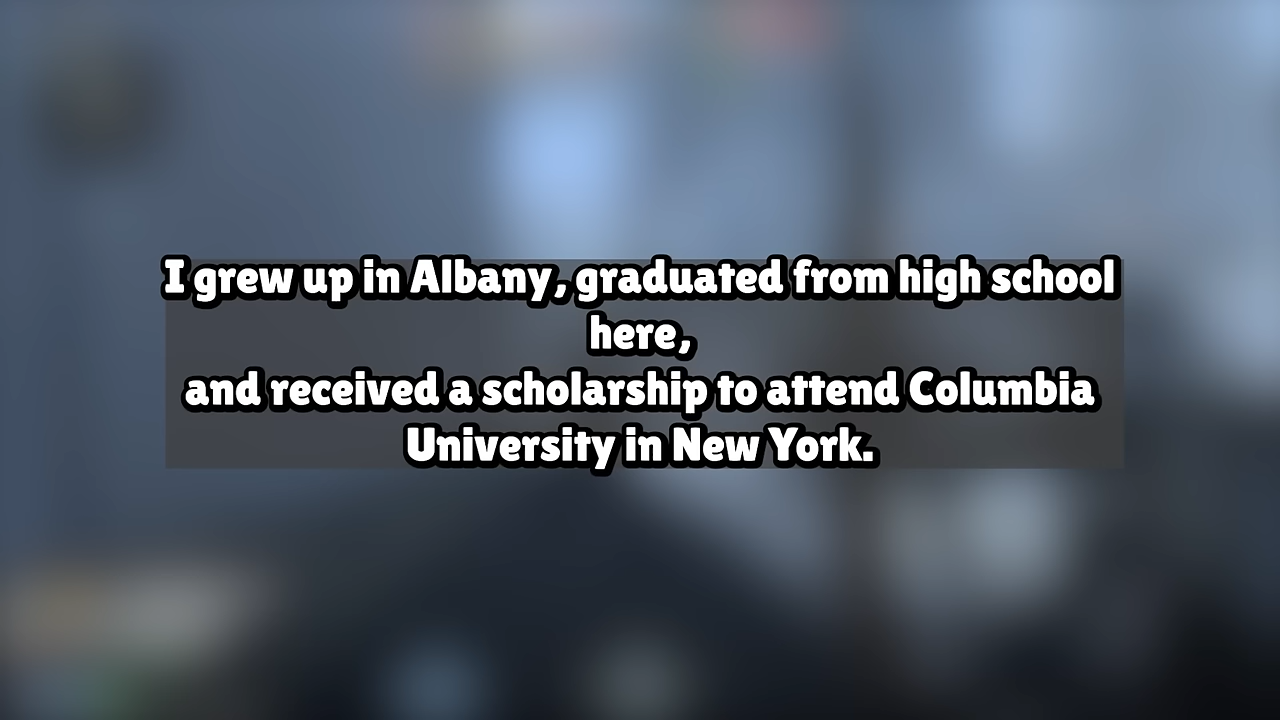 I grew up in Albany, graduated from high school
here,
and received a scholarship to attend Columbia
University in New York.